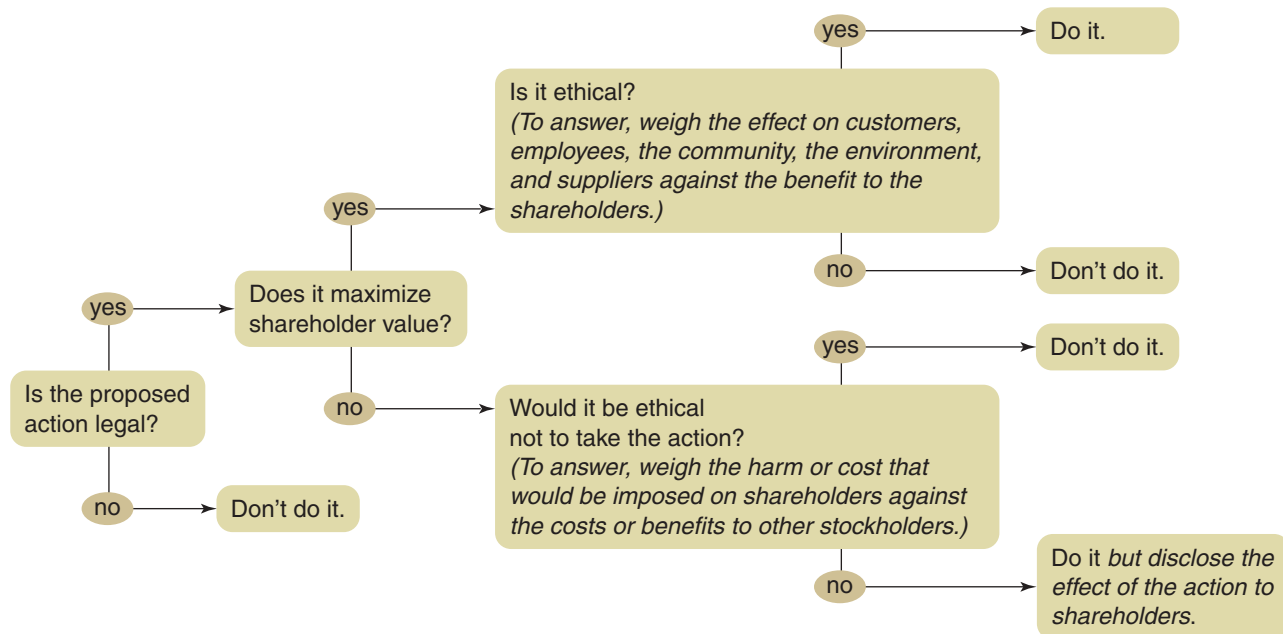 yes
Do it.
Is it ethical?
(To answer, weigh the effect on customers,
employees, the community, the environment,
and suppliers against the benefit to the
shareholders.)
yes
no
Don't do it.
yes
Does it maximize
shareholder value?
yes
Don't do it.
Is the proposed
action legal?
no
Would it be ethical
not to take the action?
(To answer, weigh the harm or cost that
would be imposed on shareholders against
the costs or benefits to other stockholders.)
no
Don't do it.
no
Do it but disclose the
effect of the action to
shareholders.